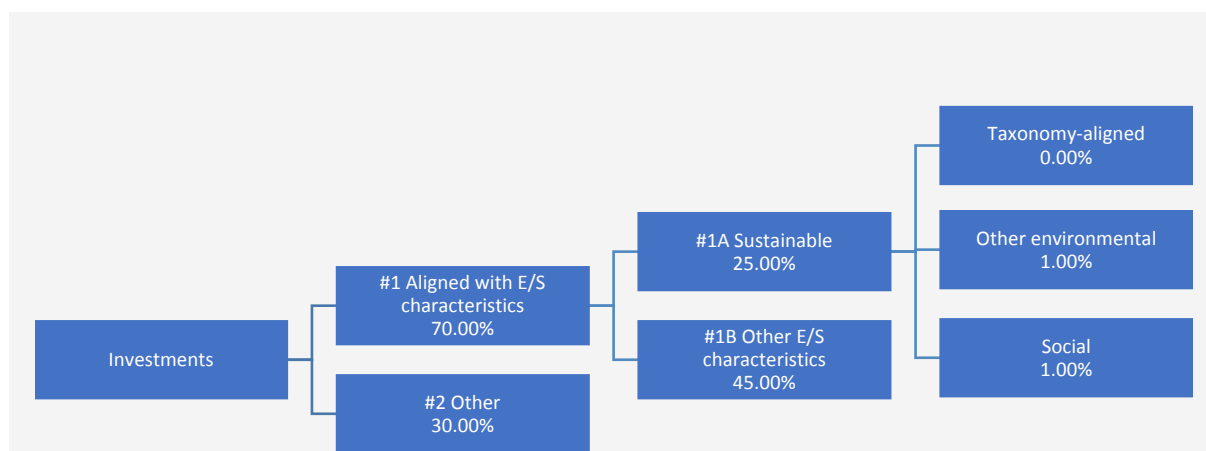 Investments
#1 Aligned with E/S
characteristics
70.00%
#2 Other
30.00%
#1A Sustainable
25.00%
#1B Other E/S
characteristics
45.00%
Taxonomy-aligned
0.00%
Other environmental
1.00%
Social
1.00%